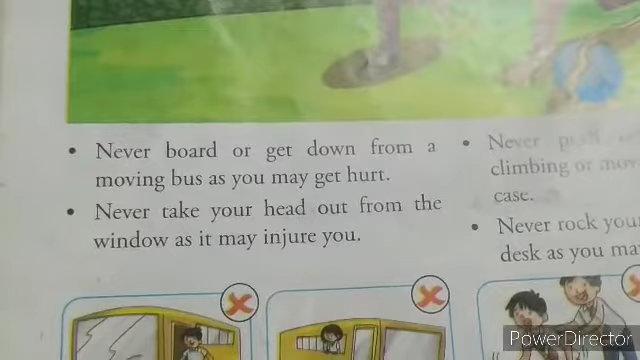 • Never board or get down from a
moving bus as you may get hurt.
• Never take your head out from the
window as it may injure you.
• Never
climbing or
case.
• Never rock
desk as you
PowerDirector